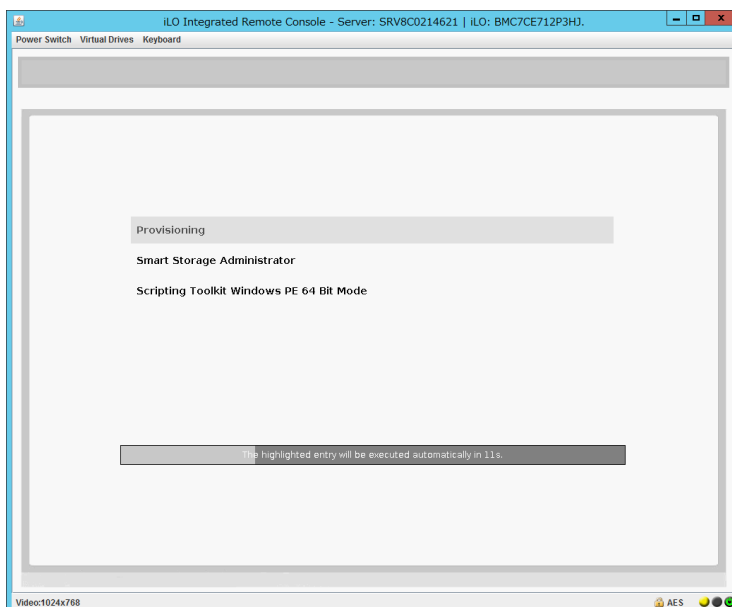 iLO Integrated Remote Console - Server: SRV8C0214621 | iLO: BMC7CE712P3HJ.
Power Switch Virtual Drives Keyboard
Provisioning
Smart Storage Administrator
Scripting Toolkit Windows PE 64 Bit Mode
The highlighted entry will be executed automatically in 11s.
Video:1024x768 AES